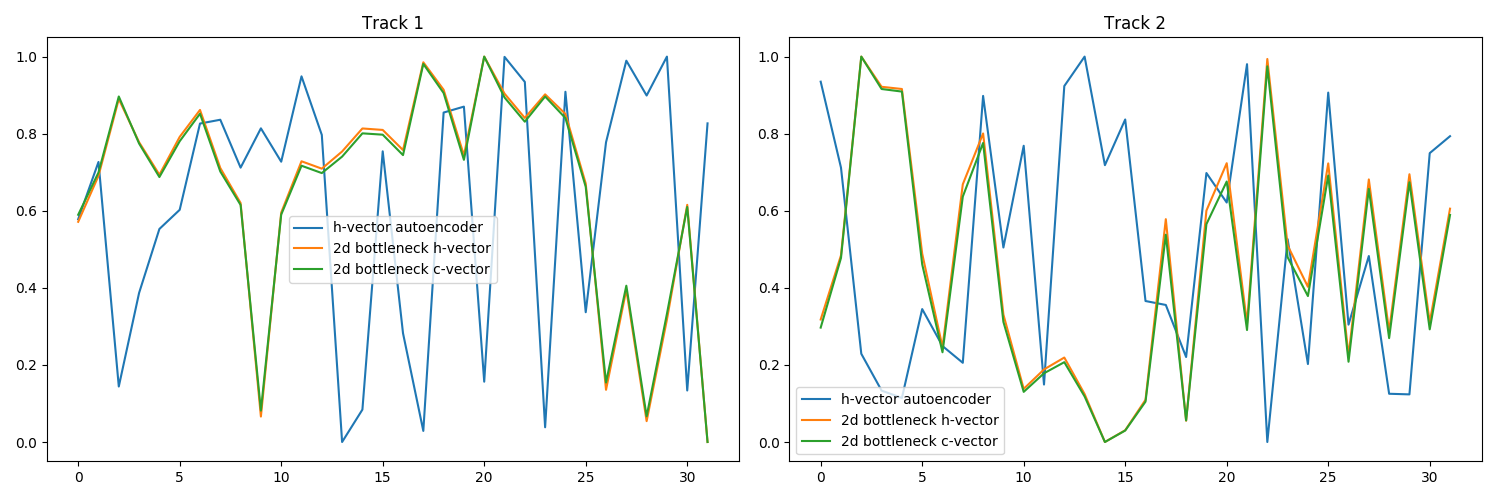 Track 1
1.0
0.8
0.6
0.4
0.2
0.0
h-vector autoencoder
2d bottleneck h-vector
2d bottleneck c-vector
0 5 10 15 20 25 30
Track 2
1.0
0.8
0.6
0.4
0.2
0.0
h-vector autoencoder
2d bottleneck h-vector
2d bottleneck c-vector
0 5 10 15 20 25 30